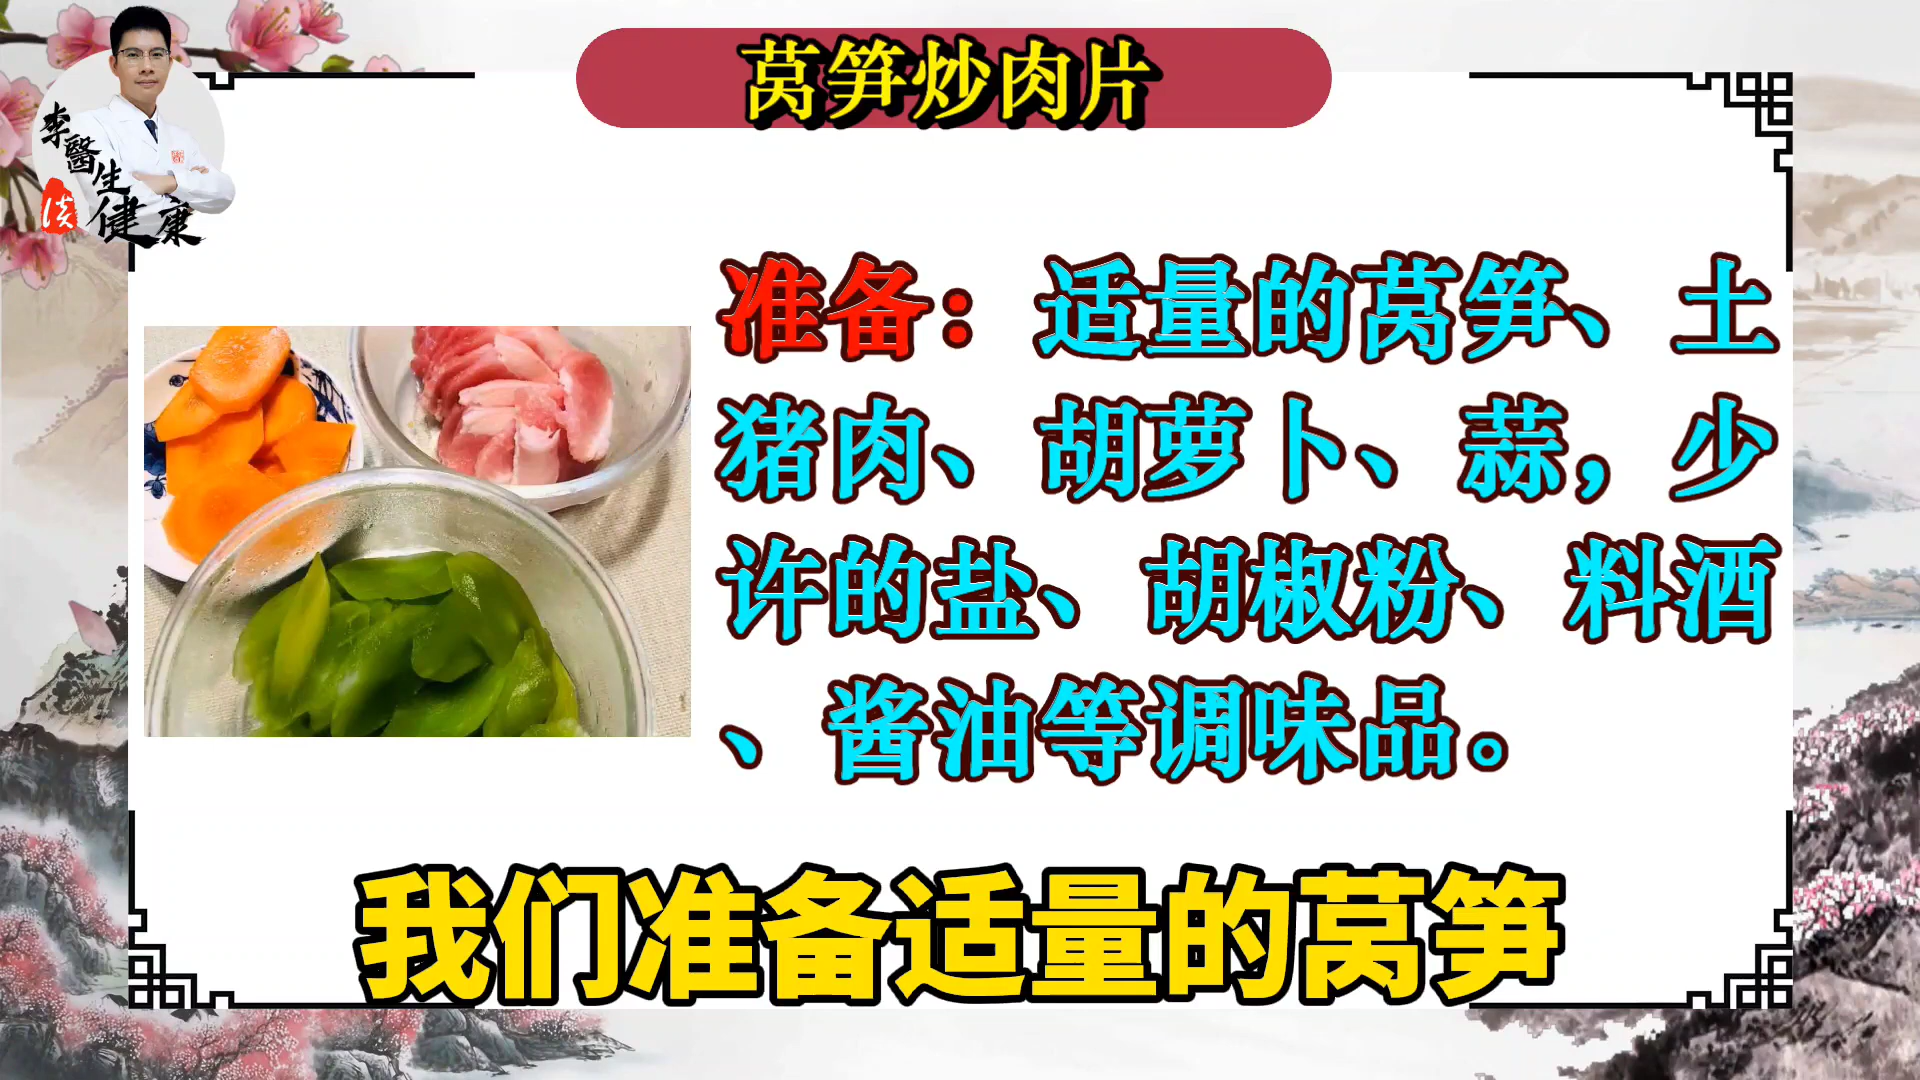 莴笋炒肉片
李醫生
谈
健康
准备：适量的莴笋、土
猪肉、胡萝卜、蒜，少
许的盐、胡椒粉、料酒
、酱油等调味品。
我们准备适量的莴笋